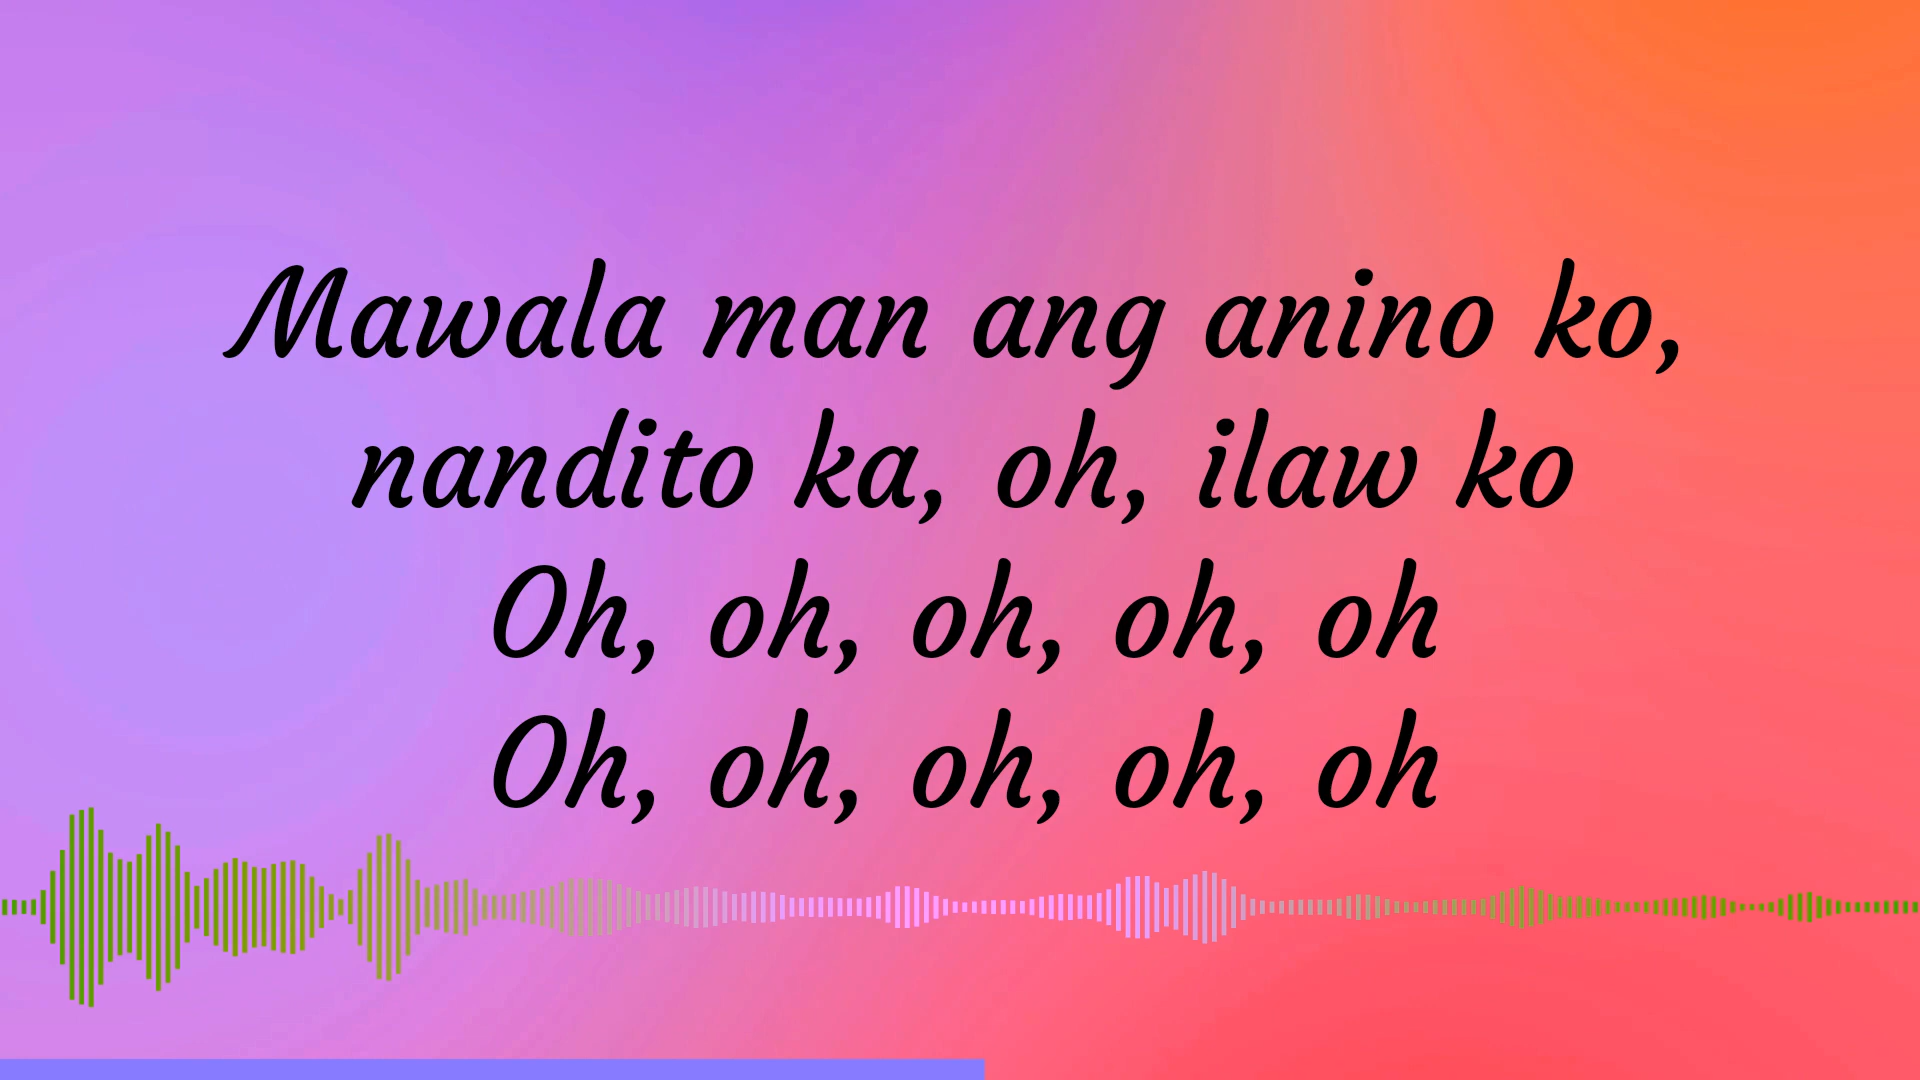 Mawala man ang anino ko,
nandito ka, oh, ilaw ko
Oh, oh, oh, oh, oh
Oh, oh, oh, oh, oh